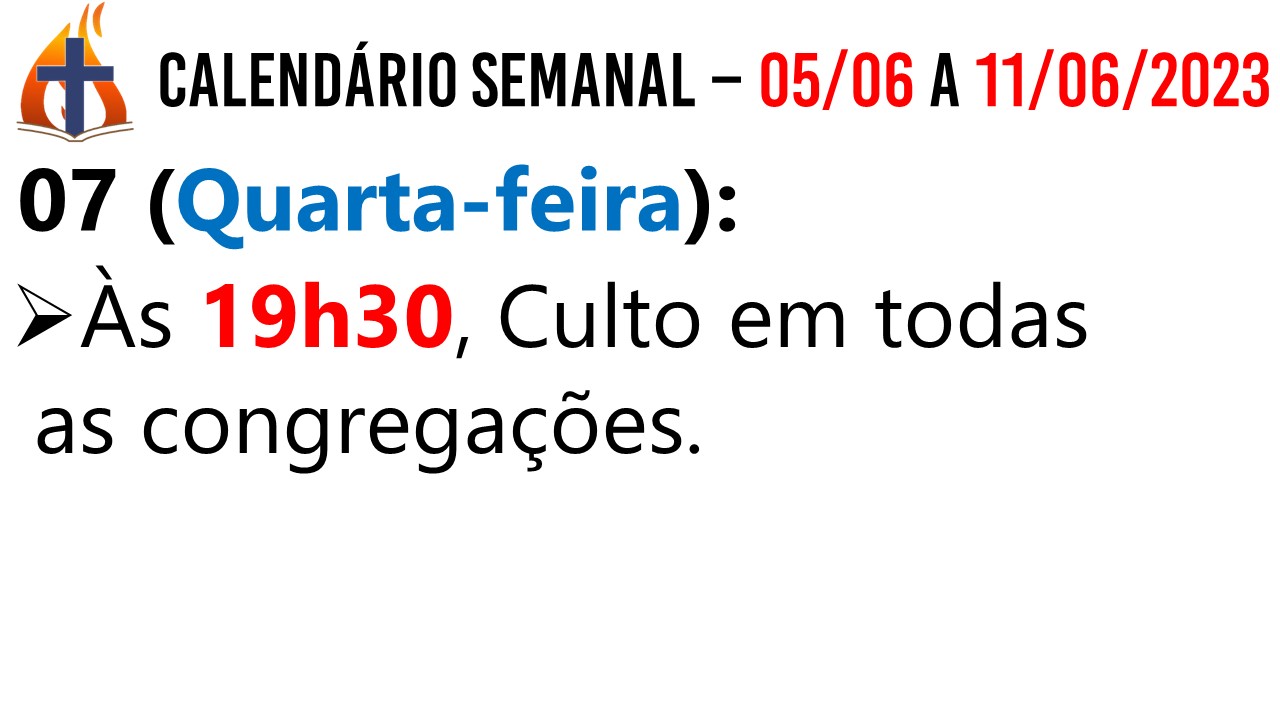 CALENDÁRIO SEMANAL – 05/06 A 11/06/2023
07 (Quarta-feira):
➢Às 19h30, Culto em todas
as congregações.